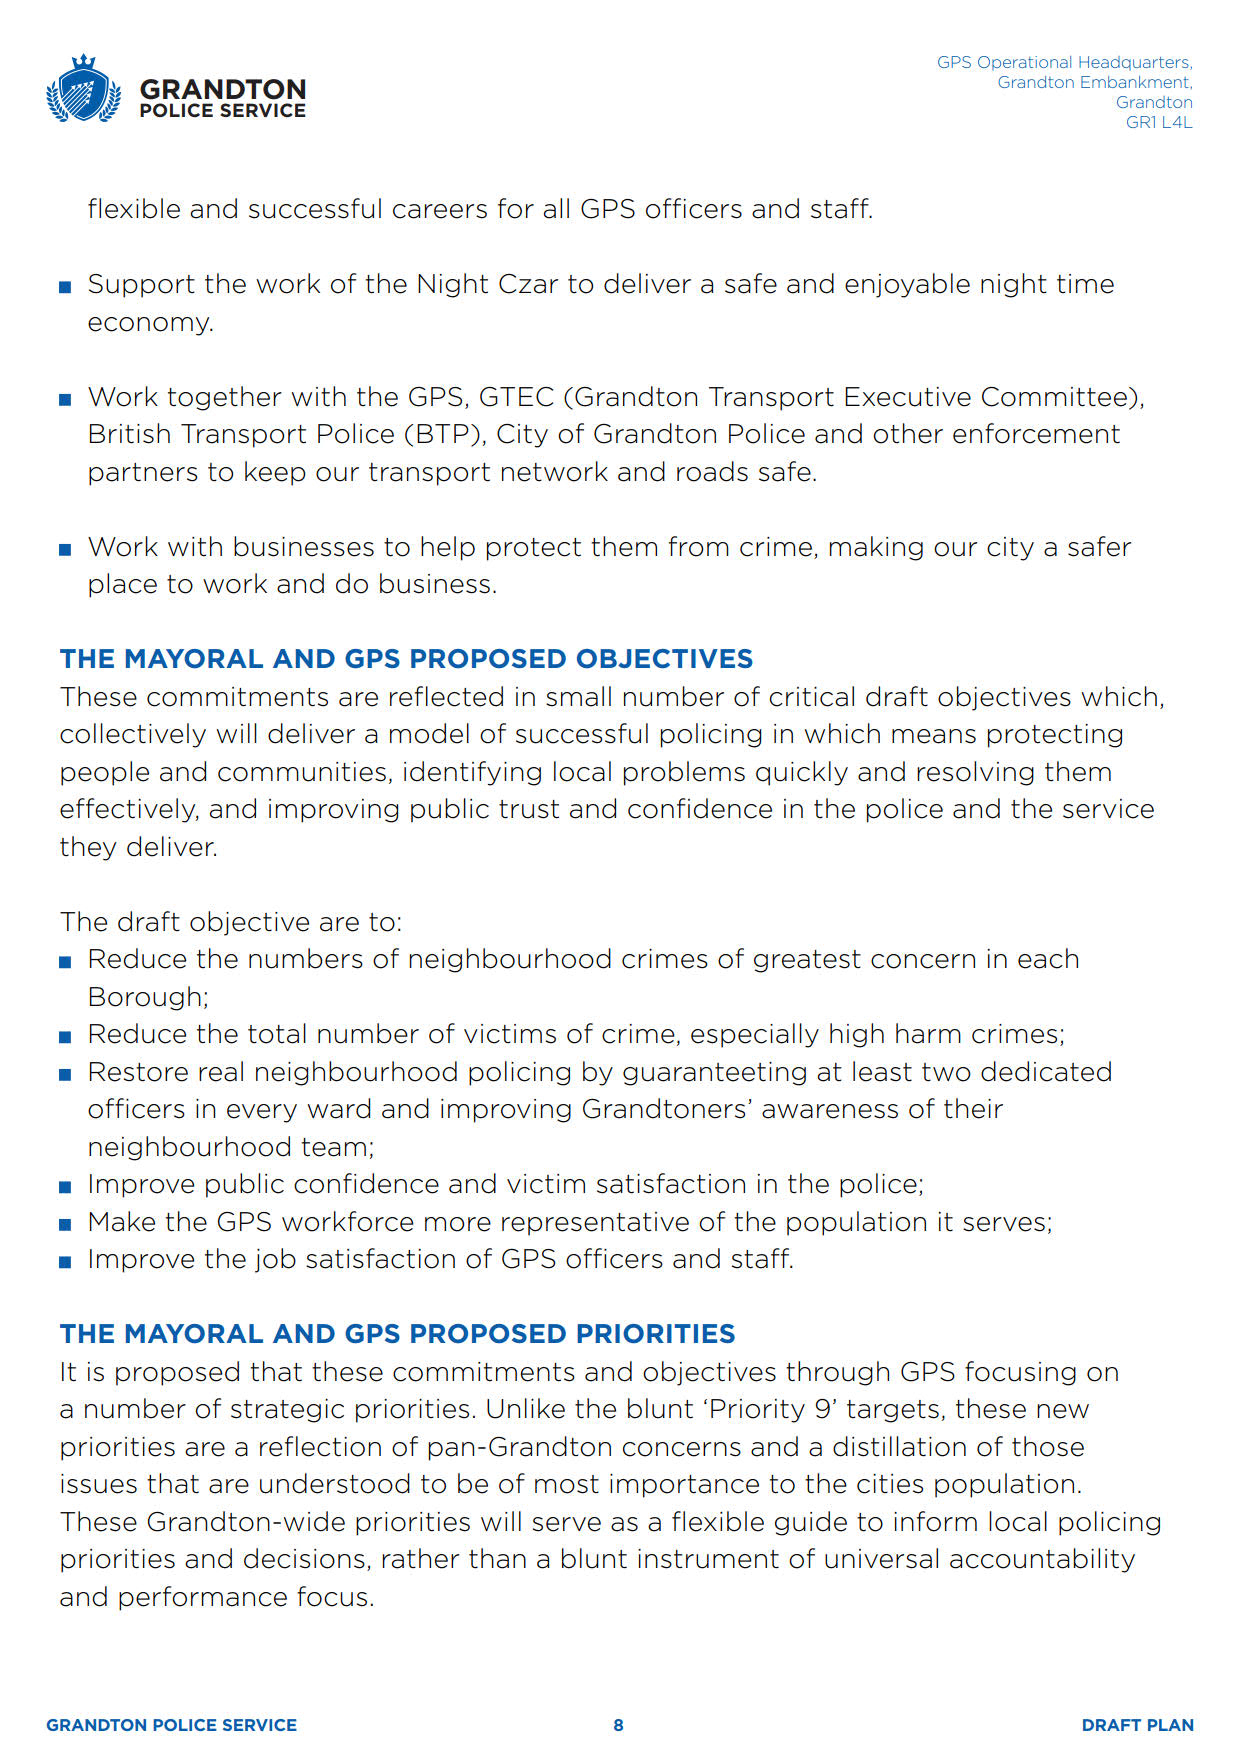 GRANDTON
POLICE SERVICE
GPS Operational Headquarters,
Grandton Embankment,
Grandton
GR1 L4L
flexible and successful careers for all GPS officers and staff.
Support the work of the Night Czar to deliver a safe and enjoyable night time
economy.
Work together with the GPS, GTEC (Grandton Transport Executive Committee),
British Transport Police (BTP), City of Grandton Police and other enforcement
partners to keep our transport network and roads safe.
Work with businesses to help protect them from crime, making our city a safer
place to work and do business.
THE MAYORAL AND GPS PROPOSED OBJECTIVES
These commitments are reflected in small number of critical draft objectives which,
collectively will deliver a model of successful policing in which means protecting
people and communities, identifying local problems quickly and resolving them
effectively, and improving public trust and confidence in the police and the service
they deliver.
The draft objective are to:
Reduce the numbers of neighbourhood crimes of greatest concern in each
Borough;
Reduce the total number of victims of crime, especially high harm crimes;
Restore real neighbourhood policing by guaranteeing at least two dedicated
officers in every ward and improving Grandtoners’ awareness of their
neighbourhood team;
Improve public confidence and victim satisfaction in the police;
Make the GPS workforce more representative of the population it serves;
Improve the job satisfaction of GPS officers and staff.
THE MAYORAL AND GPS PROPOSED PRIORITIES
It is proposed that these commitments and objectives through GPS focusing on
a number of strategic priorities. Unlike the blunt ‘Priority 9’ targets, these new
priorities are a reflection of pan-Grandton concerns and a distillation of those
issues that are understood to be of most importance to the cities population.
These Grandton-wide priorities will serve as a flexible guide to inform local policing
priorities and decisions, rather than a blunt instrument of universal accountability
and performance focus.
GRANDTON POLICE SERVICE
8
DRAFT PLAN